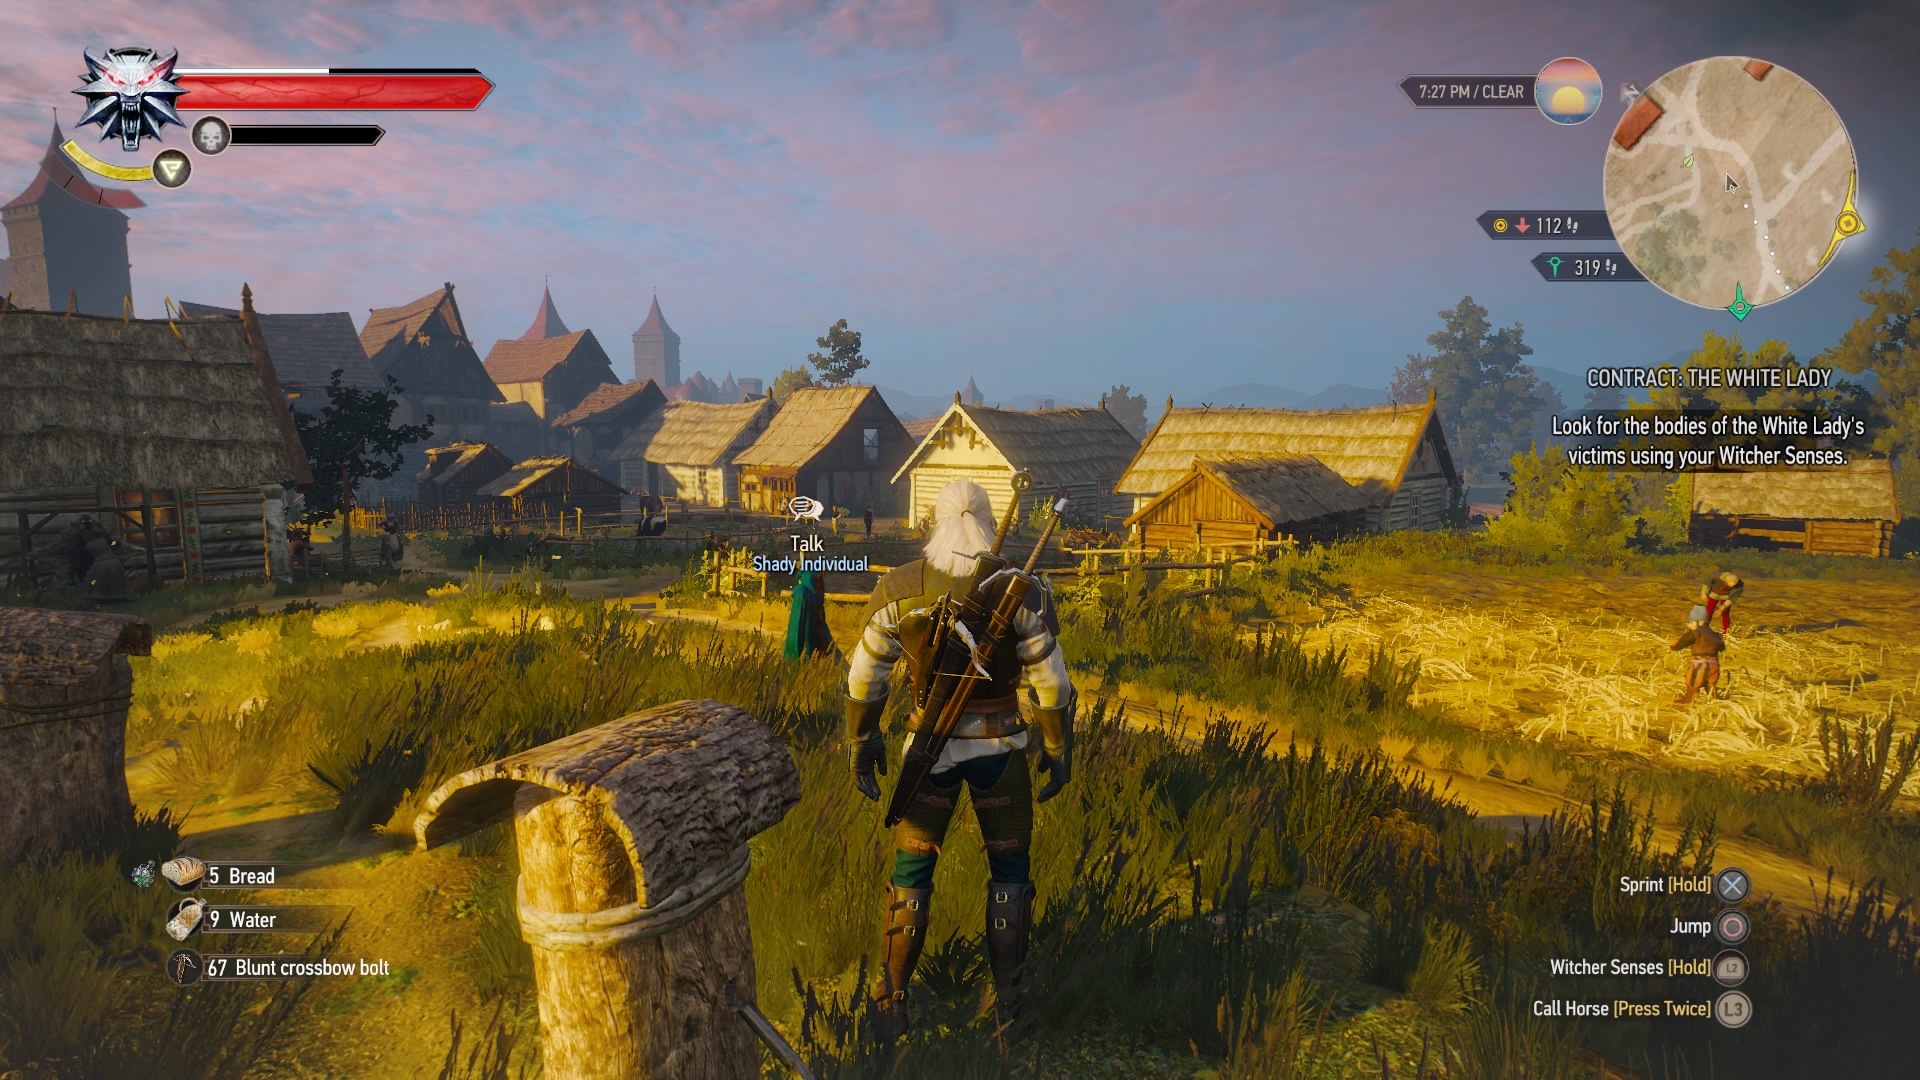 7:27 PM / CLEAR
112
319
CONTRACT: THE WHITE LADY
Look for the bodies of the White Lady's
victims using your Witcher Senses.
Talk
Shady Individual
5 Bread
9 Water
67 Blunt crossbow bolt
Sprint [Hold]
Jump
Witcher Senses [Hold] L2
Call Horse [Press Twice] L3